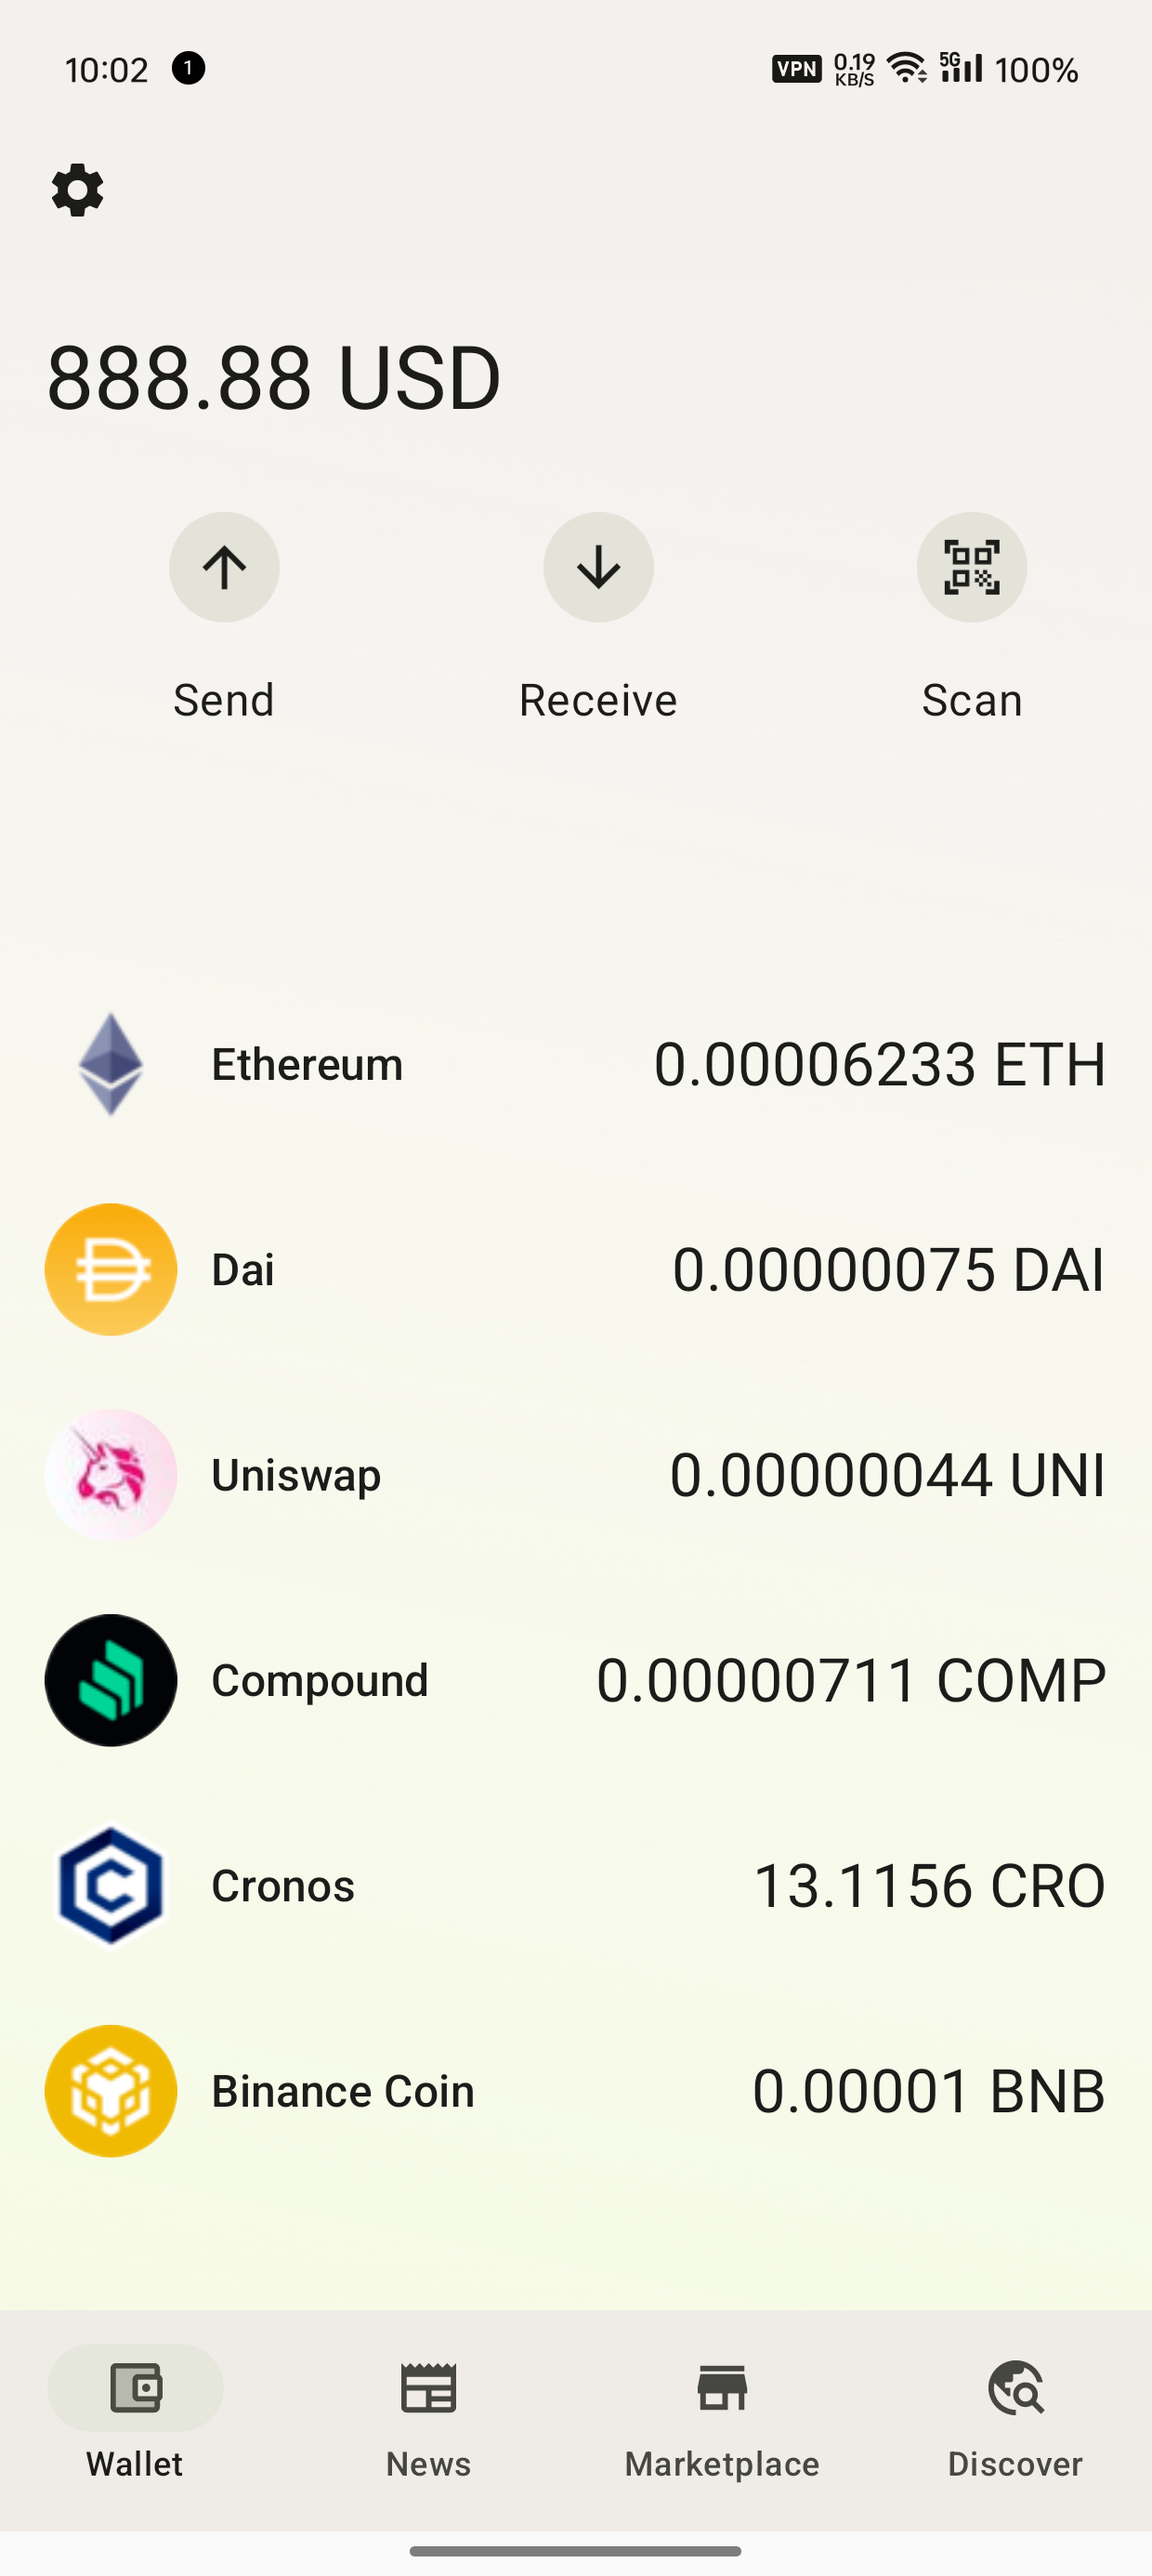 10:02 1 VPN 0.19 KB/S 5G 100%
888.88 USD
Send Receive Scan
Ethereum 0.00006233 ETH
Dai 0.00000075 DAI
Uniswap 0.00000044 UNI
Compound 0.00000711 COMP
Cronos 13.1156 CRO
Binance Coin 0.00001 BNB
Wallet News Marketplace Discover